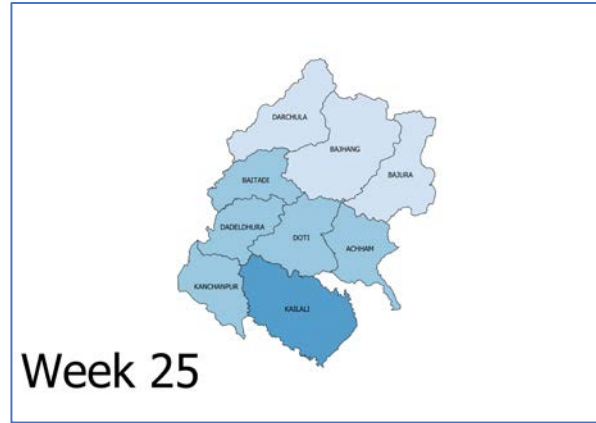 DARCHULA
BAJHANG
BAJURA
BAITADI
DADELDHURA
DOTI
ACHHAM
KANCHANPUR
KAILALI
Week 25